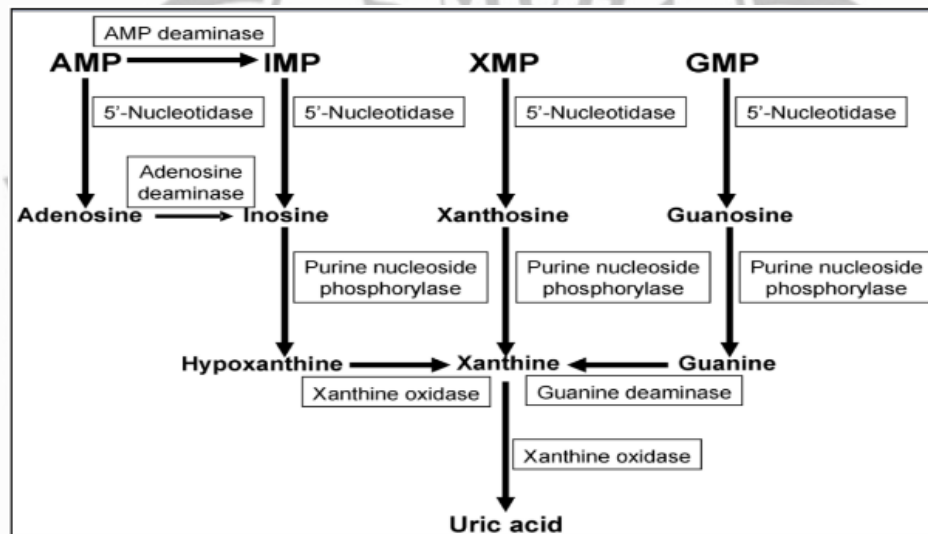 AMP deaminase
AMP IMP XMP GMP
5'-Nucleotidase 5'-Nucleotidase 5'-Nucleotidase 5'-Nucleotidase
Adenosine
deaminase
Adenosine Inosine Xanthosine Guanosine
Purine nucleoside
phosphorylase
Purine nucleoside
phosphorylase
Purine nucleoside
phosphorylase
Hypoxanthine Xanthine Guanine
Xanthine oxidase Guanine deaminase
Xanthine oxidase
Uric acid